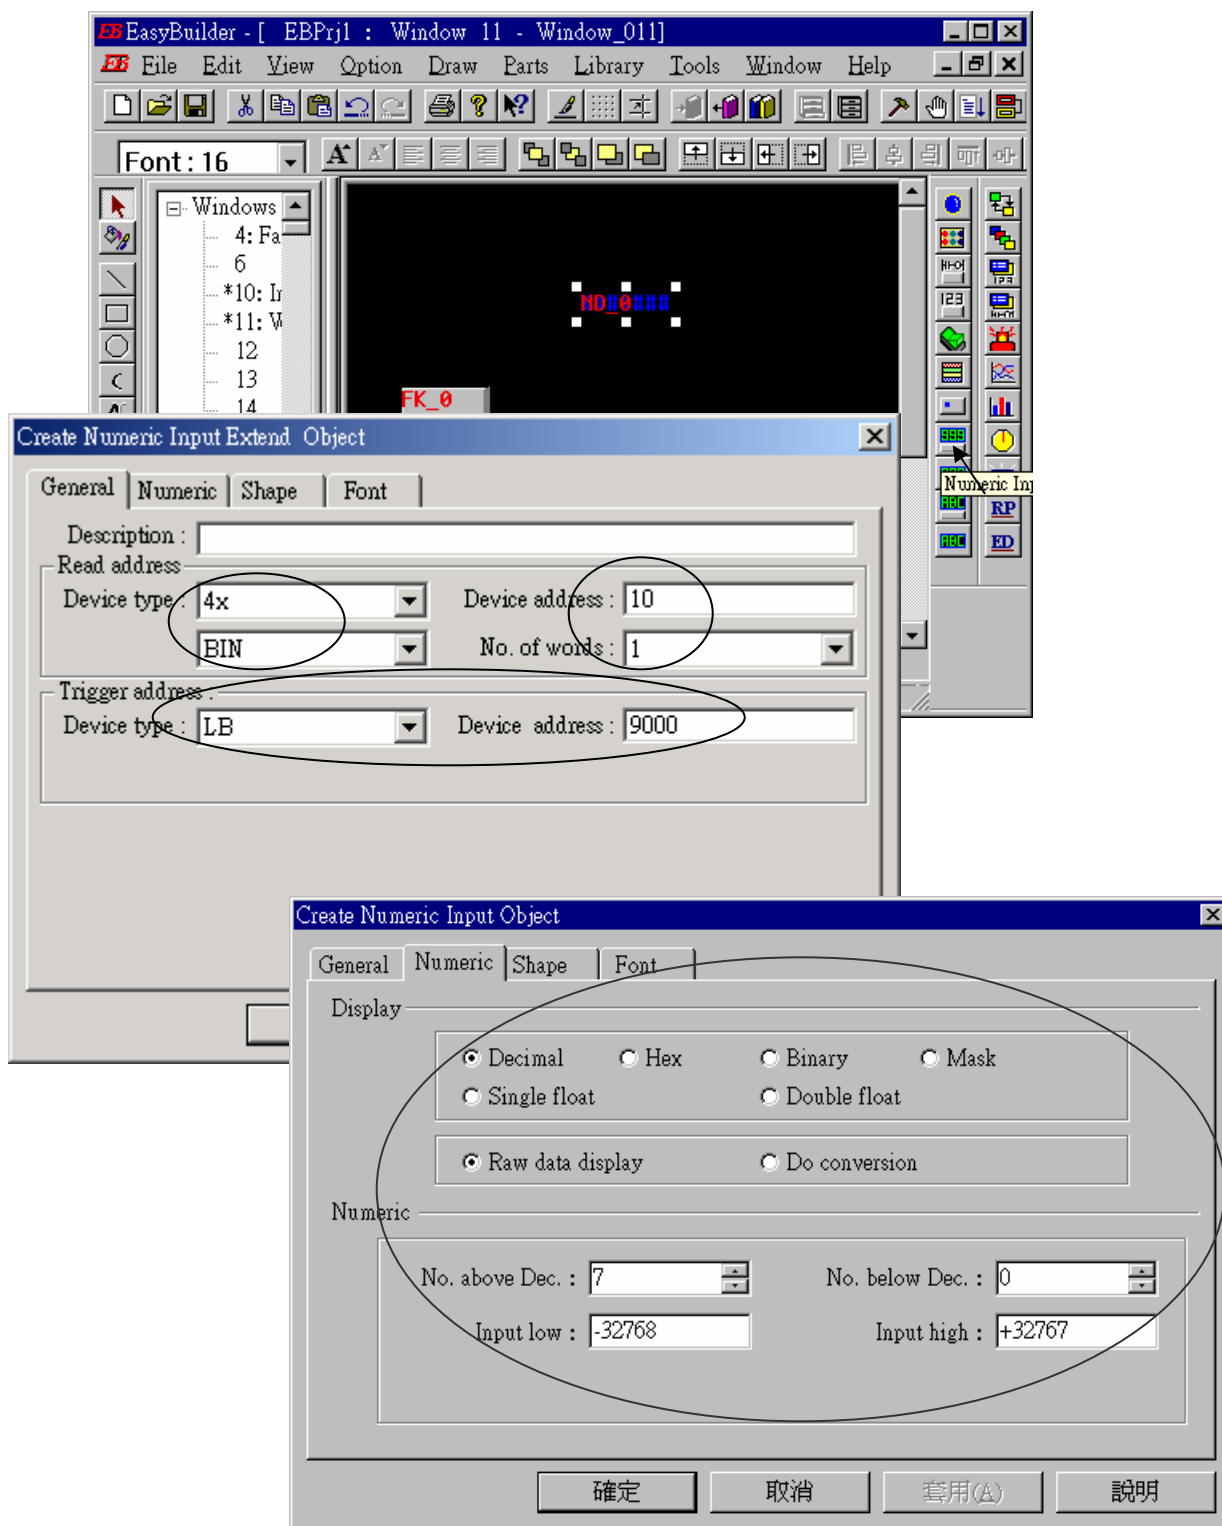 EB EasyBuilder - [ EBPrj1 : Window 11 - Window_011]
EB File Edit View Option Draw Parts Library Tools Window Help
Font : 16
Windows
4: Fa
6
*10: In
*11: W
12
13
14
ND_0###
FK_0
Numeric Inp
RP
ED
Create Numeric Input Extend Object
General Numeric Shape Font
Description :
Read address
Device type : 4x Device address : 10
BIN No. of words : 1
Trigger address :
Device type : LB Device address : 9000
Create Numeric Input Object
General Numeric Shape Font
Display
Decimal Hex Binary Mask
Single float Double float
Raw data display Do conversion
Numeric
No. above Dec. : 7 No. below Dec. : 0
Input low : -32768 Input high : +32767
確定 取消 套用(A) 說明